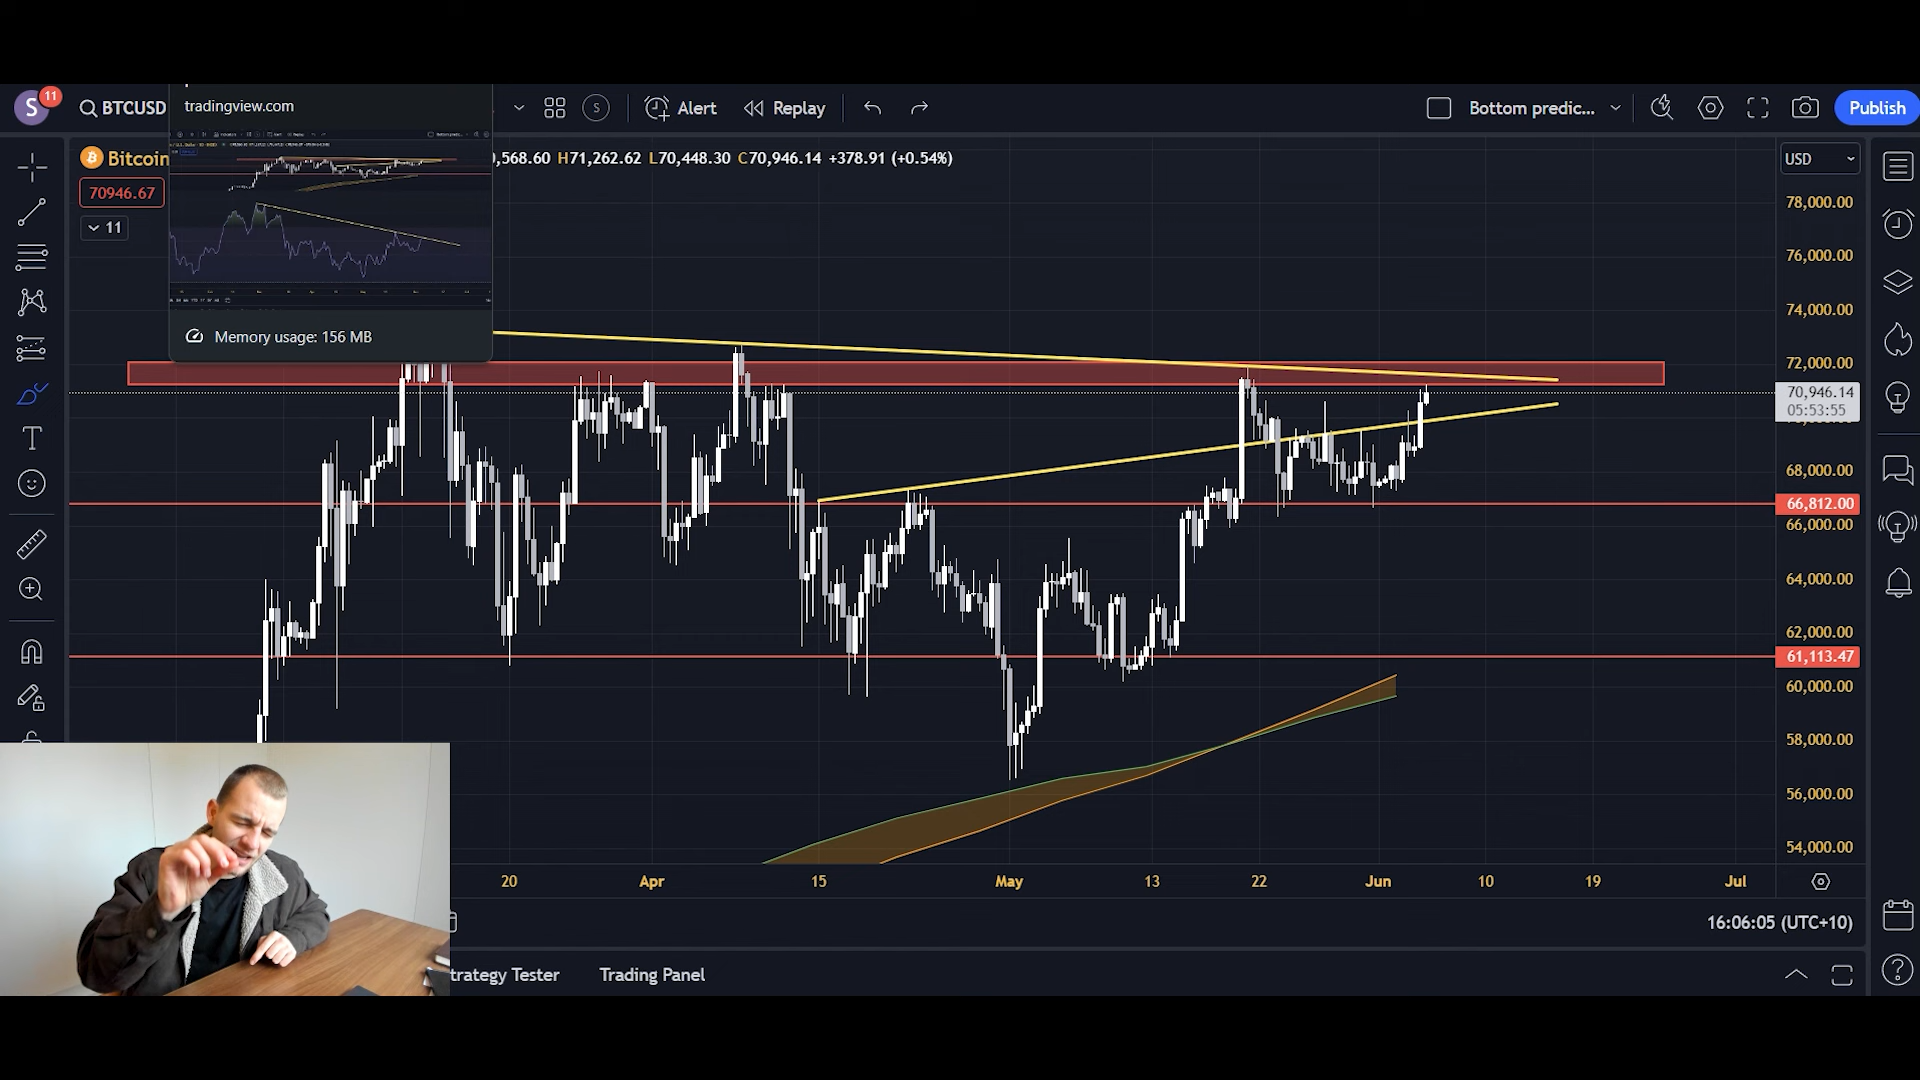 S
11
BTCUSD
tradingview.com
S
Alert
Replay
Bottom predic...
Publish
Bitcoin
,568.60 H71,262.62 L70,448.30 C70,946.14 +378.91 (+0.54%)
USD
70946.67
11
Memory usage: 156 MB
78,000.00
76,000.00
74,000.00
72,000.00
70,946.14
05:53:55
68,000.00
66,812.00
66,000.00
64,000.00
62,000.00
61,113.47
60,000.00
58,000.00
56,000.00
54,000.00
20
Apr
15
May
13
22
Jun
10
19
Jul
16:06:05 (UTC+10)
trategy Tester
Trading Panel